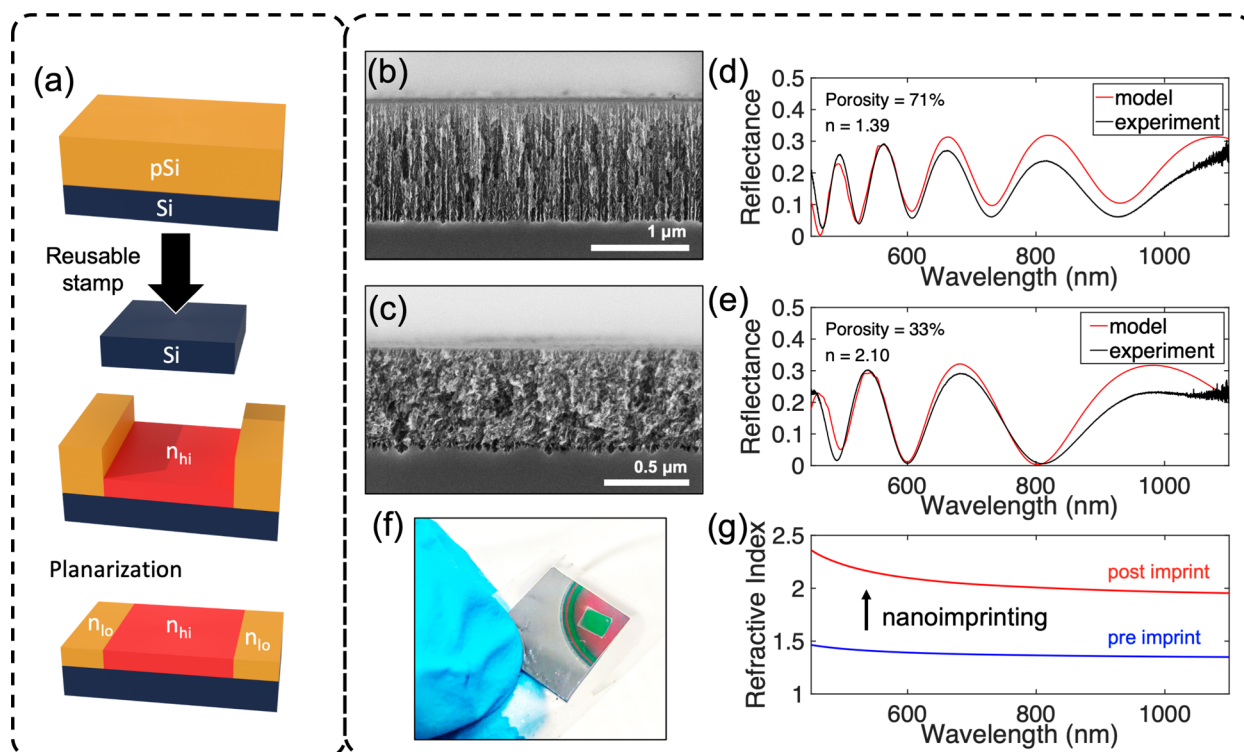 (a)
pSi
Si
Reusable
stamp
Si
n_hi
Planarization
n_lo
n_hi
n_lo
(b)
1 µm
(c)
0.5 µm
(f)
(d)
0.5
0.4
0.3
0.2
0.1
0
Reflectance
Porosity = 71%
n = 1.39
model
experiment
600
800
1000
Wavelength (nm)
(e)
0.5
0.4
0.3
0.2
0.1
0
Reflectance
Porosity = 33%
n = 2.10
model
experiment
600
800
1000
Wavelength (nm)
(g)
2.5
2
1.5
1
Refractive Index
post imprint
nanoimprinting
pre imprint
600
800
1000
Wavelength (nm)